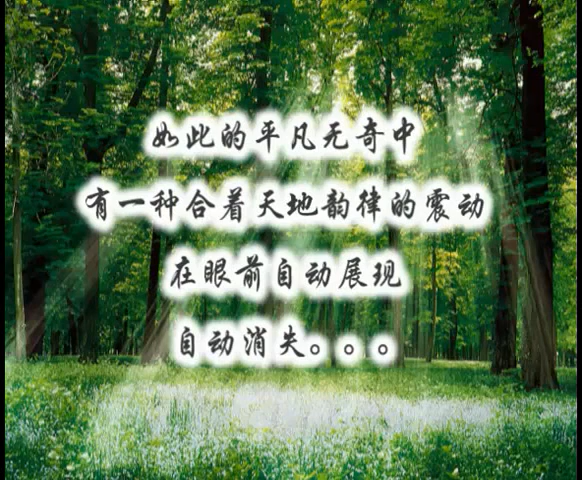 如此的平凡无奇中
有一种合着天地韵律的震动
在眼前自动展现
自动消失。。。